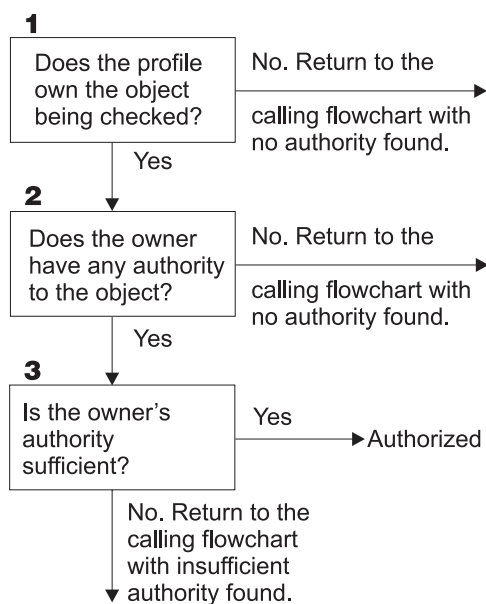 1
Does the profile
own the object
being checked?
No. Return to the
calling flowchart with
no authority found.
Yes
2
Does the owner
have any authority
to the object?
No. Return to the
calling flowchart with
no authority found.
Yes
3
Is the owner's
authority
sufficient?
Yes
Authorized
No. Return to the
calling flowchart
with insufficient
authority found.